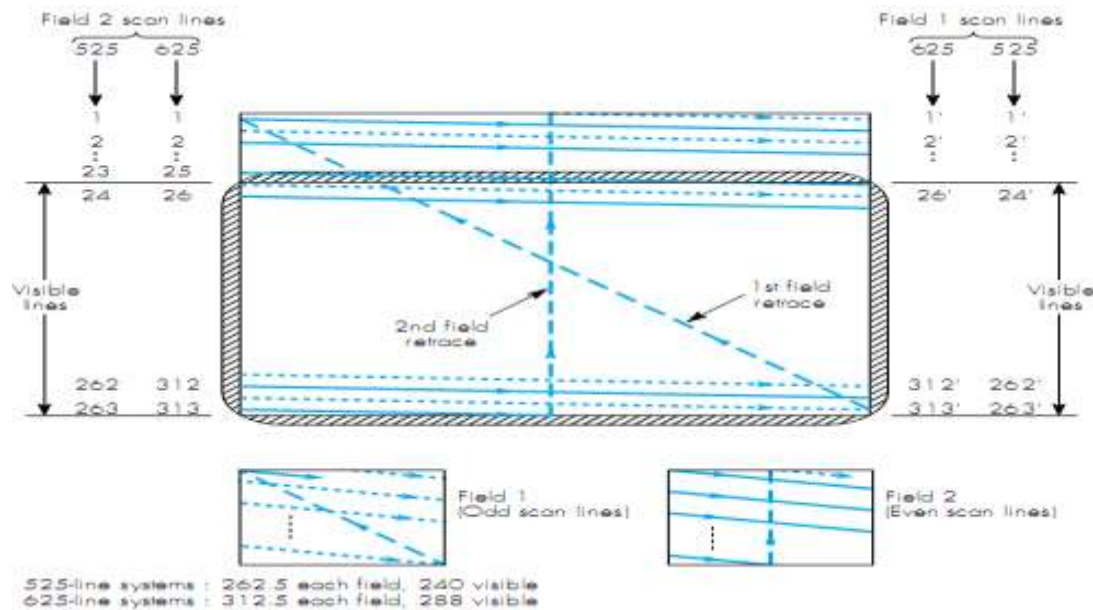 Field 2 scan lines
Field 1 scan lines
525 625
625 525
1 1
1' 1'
2 2
2' 2'
23 25
24 26
26' 24'
Visible
lines
Visible
lines
1st field
retrace
2nd field
retrace
262 312
312' 262'
263 313
313' 263'
Field 1
(Odd scan lines)
Field 2
(Even scan lines)
525-line systems : 262.5 each field, 240 visible
625-line systems : 312.5 each field, 288 visible